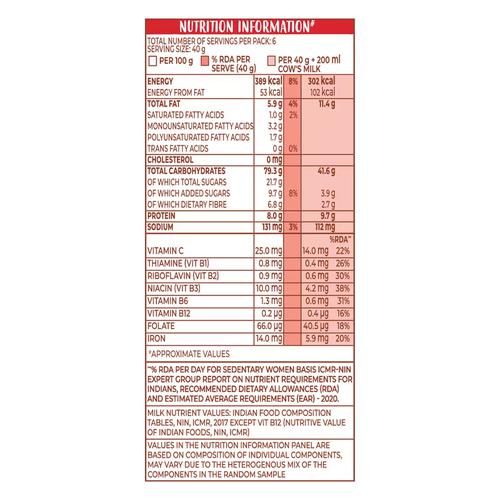 NUTRITION INFORMATION#
TOTAL NUMBER OF SERVINGS PER PACK: 6
SERVING SIZE: 40 g
PER 100 g % RDA PER SERVE (40 g) PER 40 g + 200 ml COW'S MILK
ENERGY 389 kcal 8% 302 kcal
ENERGY FROM FAT 53 kcal 102 kcal
TOTAL FAT 5.9 g 4% 11.4 g
SATURATED FATTY ACIDS 1.0 g 2%
MONOUNSATURATED FATTY ACIDS 3.2 g
POLYUNSATURATED FATTY ACIDS 1.7 g
TRANS FATTY ACIDS 0 g 0%
CHOLESTEROL 0 mg
TOTAL CARBOHYDRATES 79.3 g 41.6 g
OF WHICH TOTAL SUGARS 21.7 g
OF WHICH ADDED SUGARS 9.7 g 8% 3.9 g
OF WHICH DIETARY FIBRE 6.8 g 2.7 g
PROTEIN 8.0 g 9.7 g
SODIUM 131 mg 3% 112 mg
%RDA**
VITAMIN C 25.0 mg 14.0 mg 22%
THIAMINE (VIT B1) 0.8 mg 0.4 mg 26%
RIBOFLAVIN (VIT B2) 0.9 mg 0.6 mg 30%
NIACIN (VIT B3) 10.0 mg 4.2 mg 38%
VITAMIN B6 1.3 mg 0.6 mg 31%
VITAMIN B12 0.2 µg 0.4 µg 16%
FOLATE 66.0 µg 40.5 µg 18%
IRON 14.0 mg 5.9 mg 20%
#APPROXIMATE VALUES
**% RDA PER DAY FOR SEDENTARY WOMEN BASIS ICMR-NIN
EXPERT GROUP REPORT ON NUTRIENT REQUIREMENTS FOR
INDIANS, RECOMMENDED DIETARY ALLOWANCES (RDA)
AND ESTIMATED AVERAGE REQUIREMENTS (EAR) - 2020.
MILK NUTRIENT VALUES: INDIAN FOOD COMPOSITION
TABLES, NIN, ICMR, 2017 EXCEPT VIT B12 (NUTRITIVE VALUE
OF INDIAN FOODS, NIN, ICMR)
VALUES IN THE NUTRITION INFORMATION PANEL ARE
BASED ON COMPOSITION OF INDIVIDUAL COMPONENTS,
MAY VARY DUE TO THE HETEROGENOUS MIX OF THE
COMPONENTS IN THE RANDOM SAMPLE